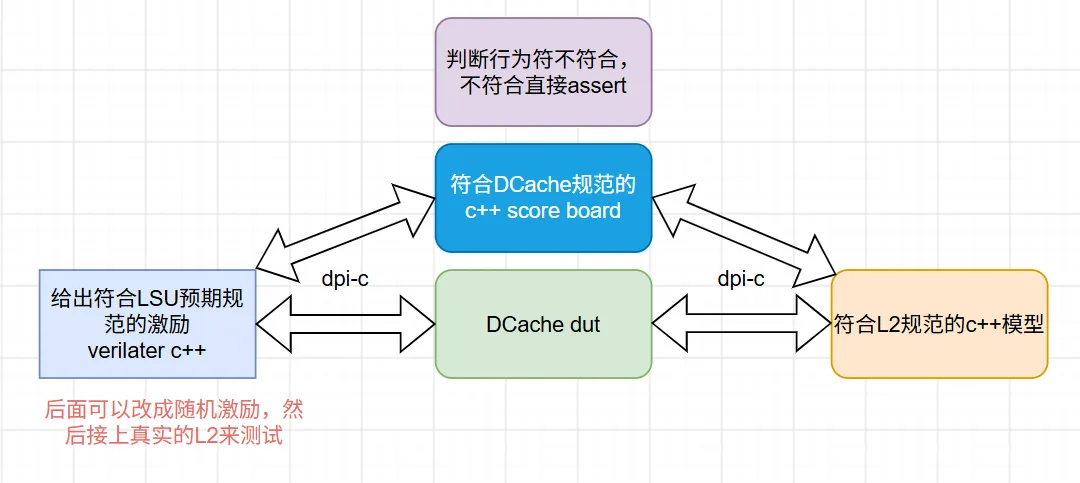 判断行为符不符合，
不符合直接assert
符合DCache规范的
c++ score board
dpi-c
dpi-c
给出符合LSU预期规
范的激励
verilater c++
DCache dut
符合L2规范的c++模型
后面可以改成随机激励，然
后接上真实的L2来测试